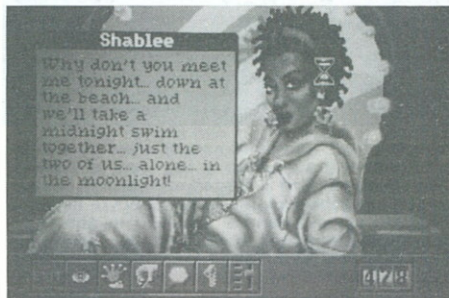 Shablee
Why don't you meet
me tonight... down at
the beach... and
we'll take a
midnight swim
together... just the
two of us... alone... in
the moonlight!
EXIT
478